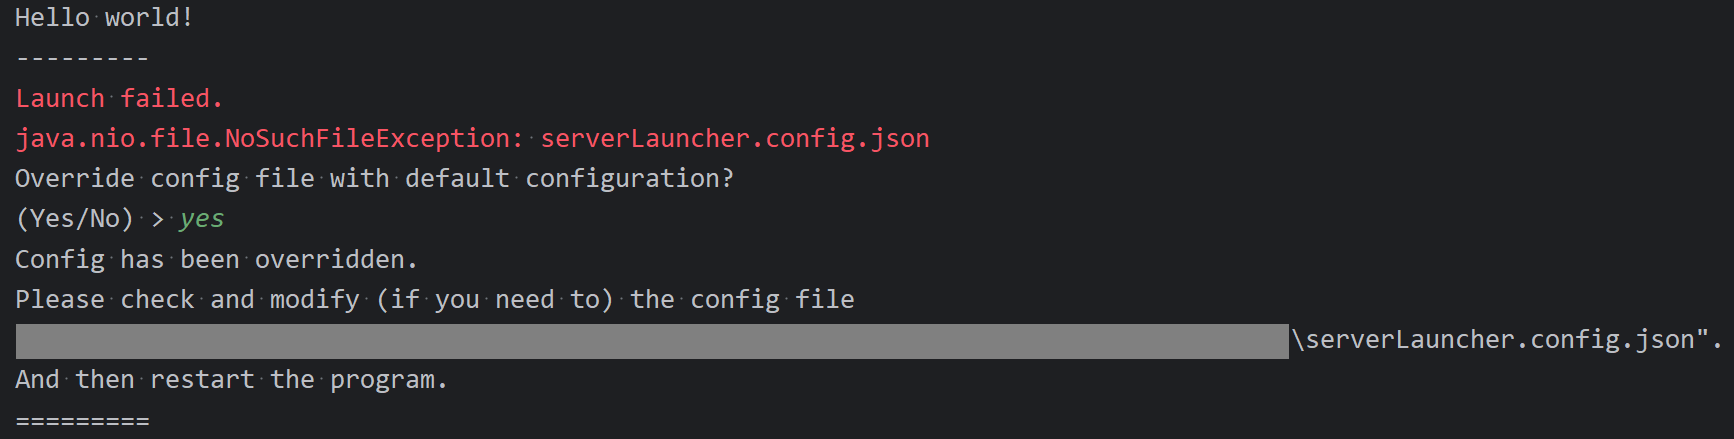 Hello world!
---------
Launch failed.
java.nio.file.NoSuchFileException: serverLauncher.config.json
Override config file with default configuration?
(Yes/No) > yes
Config has been overridden.
Please check and modify (if you need to) the config file
\serverLauncher.config.json".
And then restart the program.
=========